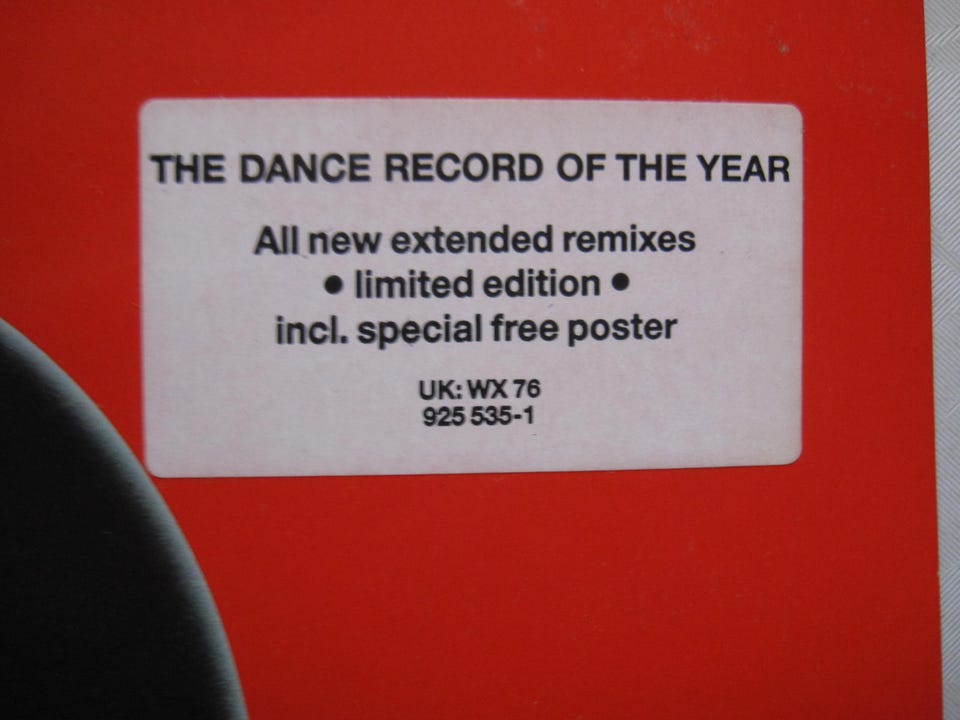 THE DANCE RECORD OF THE YEAR
All new extended remixes
• limited edition •
incl. special free poster
UK: WX 76
925 535-1